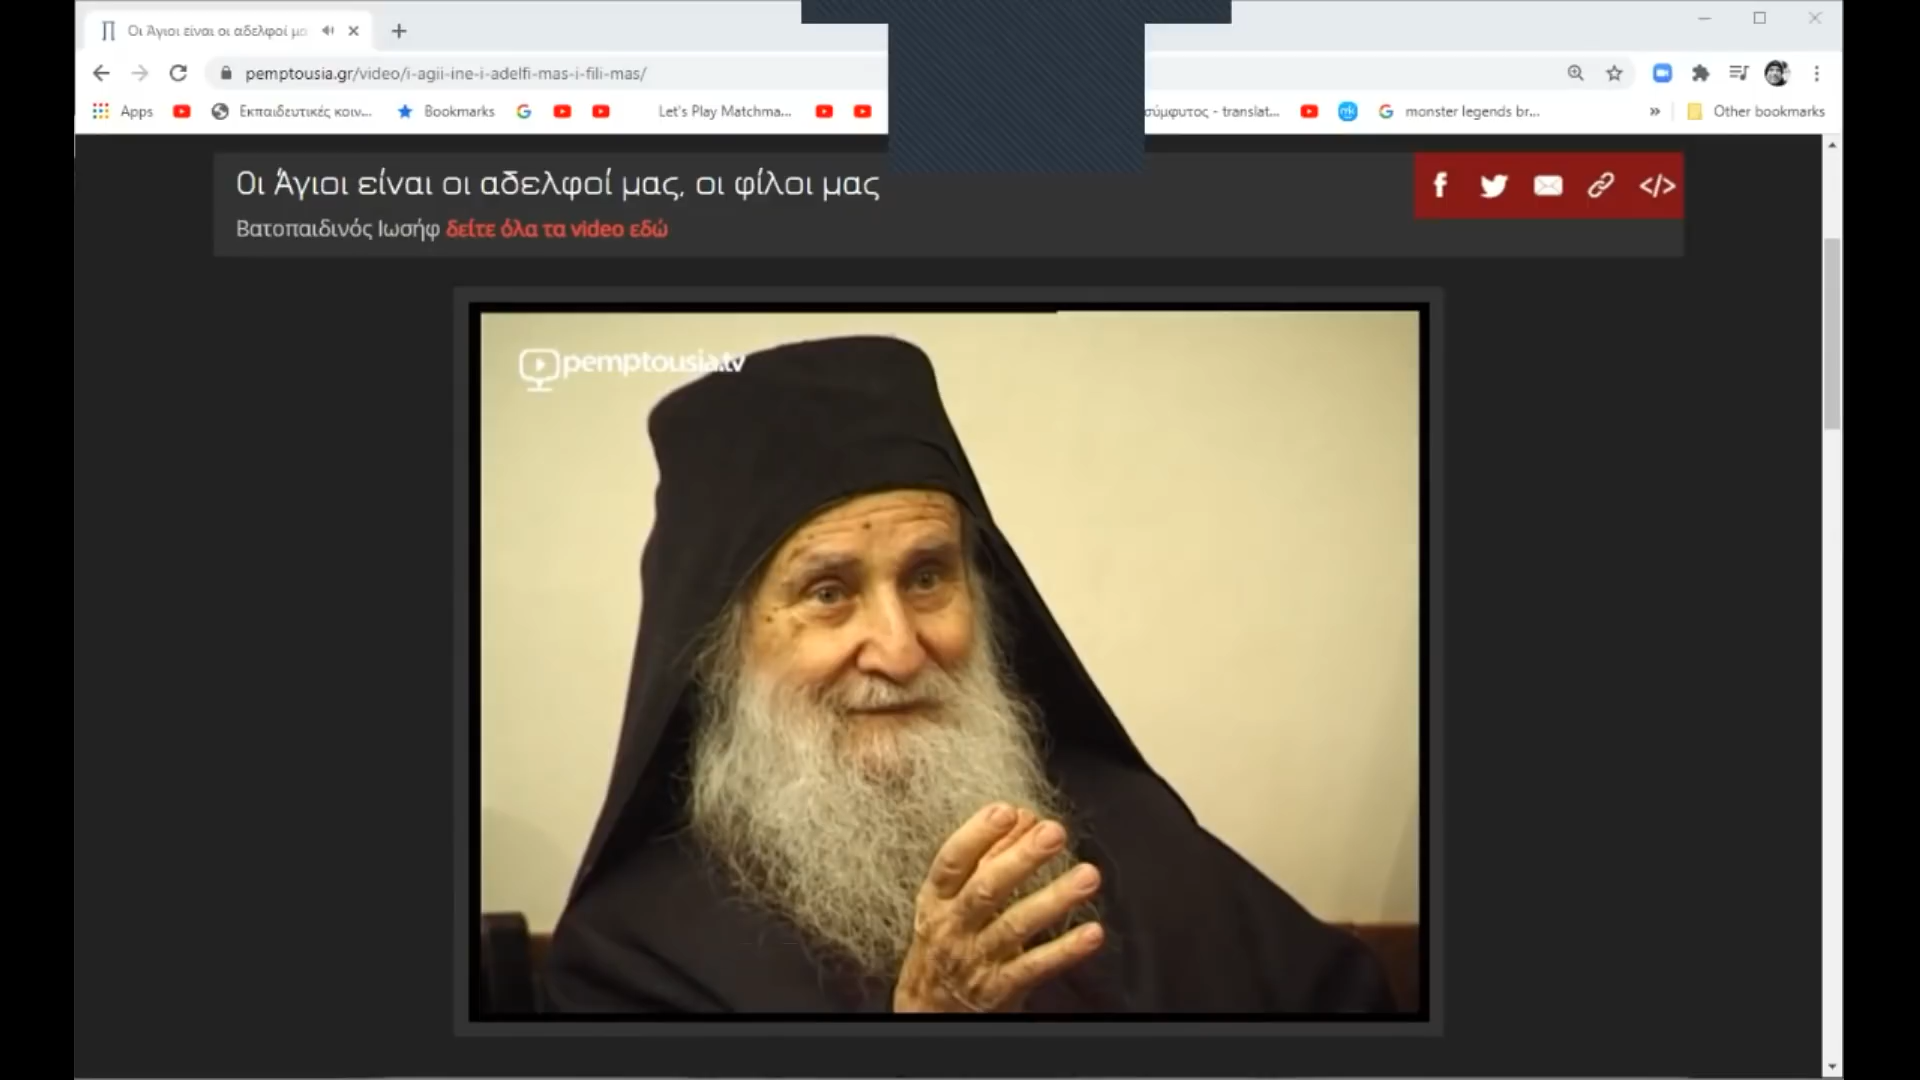 Οι Άγιοι είναι οι αδελφοί μα
pemptousia.gr/video/i-agii-ine-i-adelfi-mas-i-fili-mas/
Apps Εκπαιδευτικές κοιν... Bookmarks Let's Play Matchma... σύμφυτος - translat... monster legends br... » Other bookmarks
Οι Άγιοι είναι οι αδελφοί μας, οι φίλοι μας
Βατοπαιδινός Ιωσήφ δείτε όλα τα video εδώ
pemptousia.tv